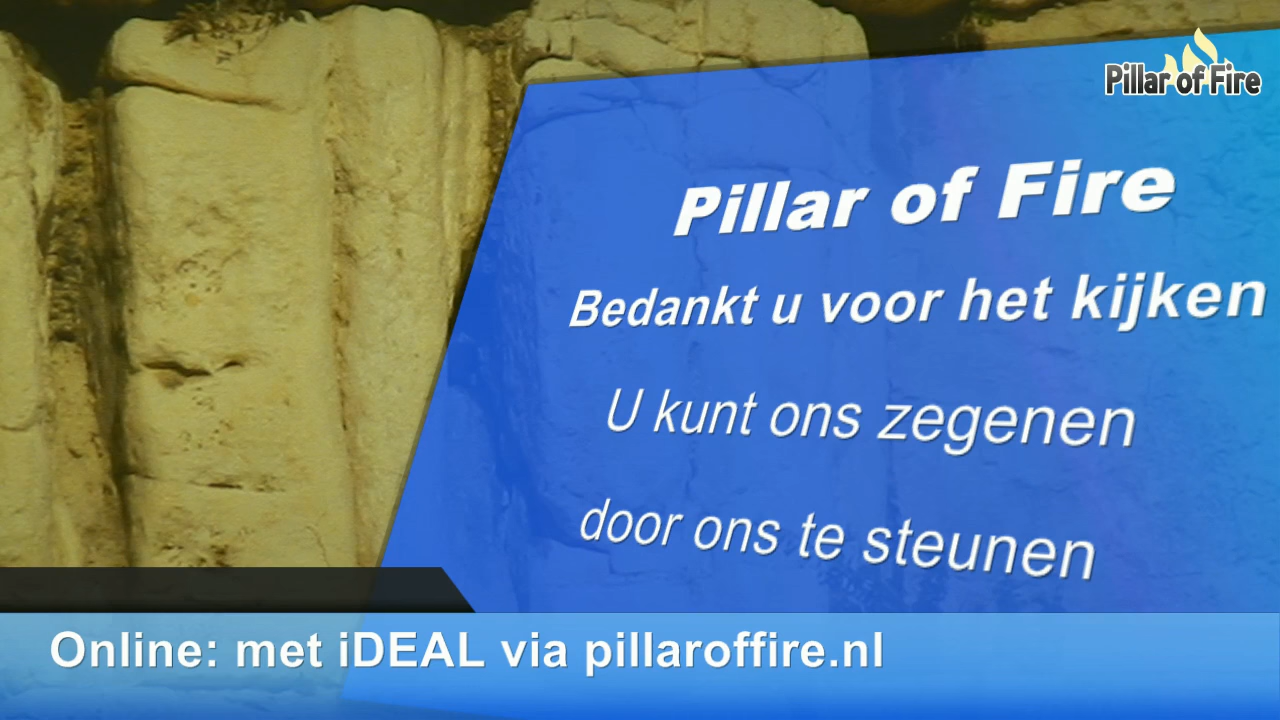 Pillar of Fire
Pillar of Fire
Bedankt u voor het kijken
U kunt ons zegenen
door ons te steunen
Online: met iDEAL via pillaroffire.nl